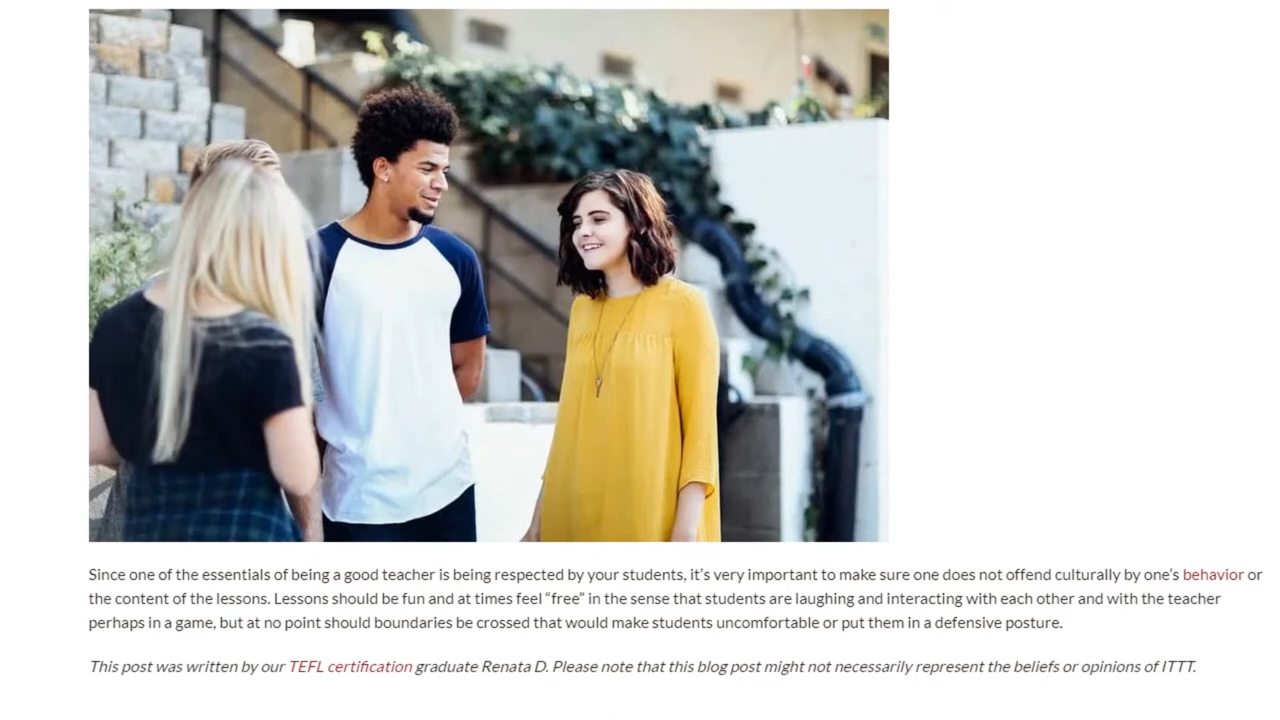 Since one of the essentials of being a good teacher is being respected by your students, it's very important to make sure one does not offend culturally by one's behavior or
the content of the lessons. Lessons should be fun and at times feel “free” in the sense that students are laughing and interacting with each other and with the teacher
perhaps in a game, but at no point should boundaries be crossed that would make students uncomfortable or put them in a defensive posture.
This post was written by our TEFL certification graduate Renata D. Please note that this blog post might not necessarily represent the beliefs or opinions of ITTT.